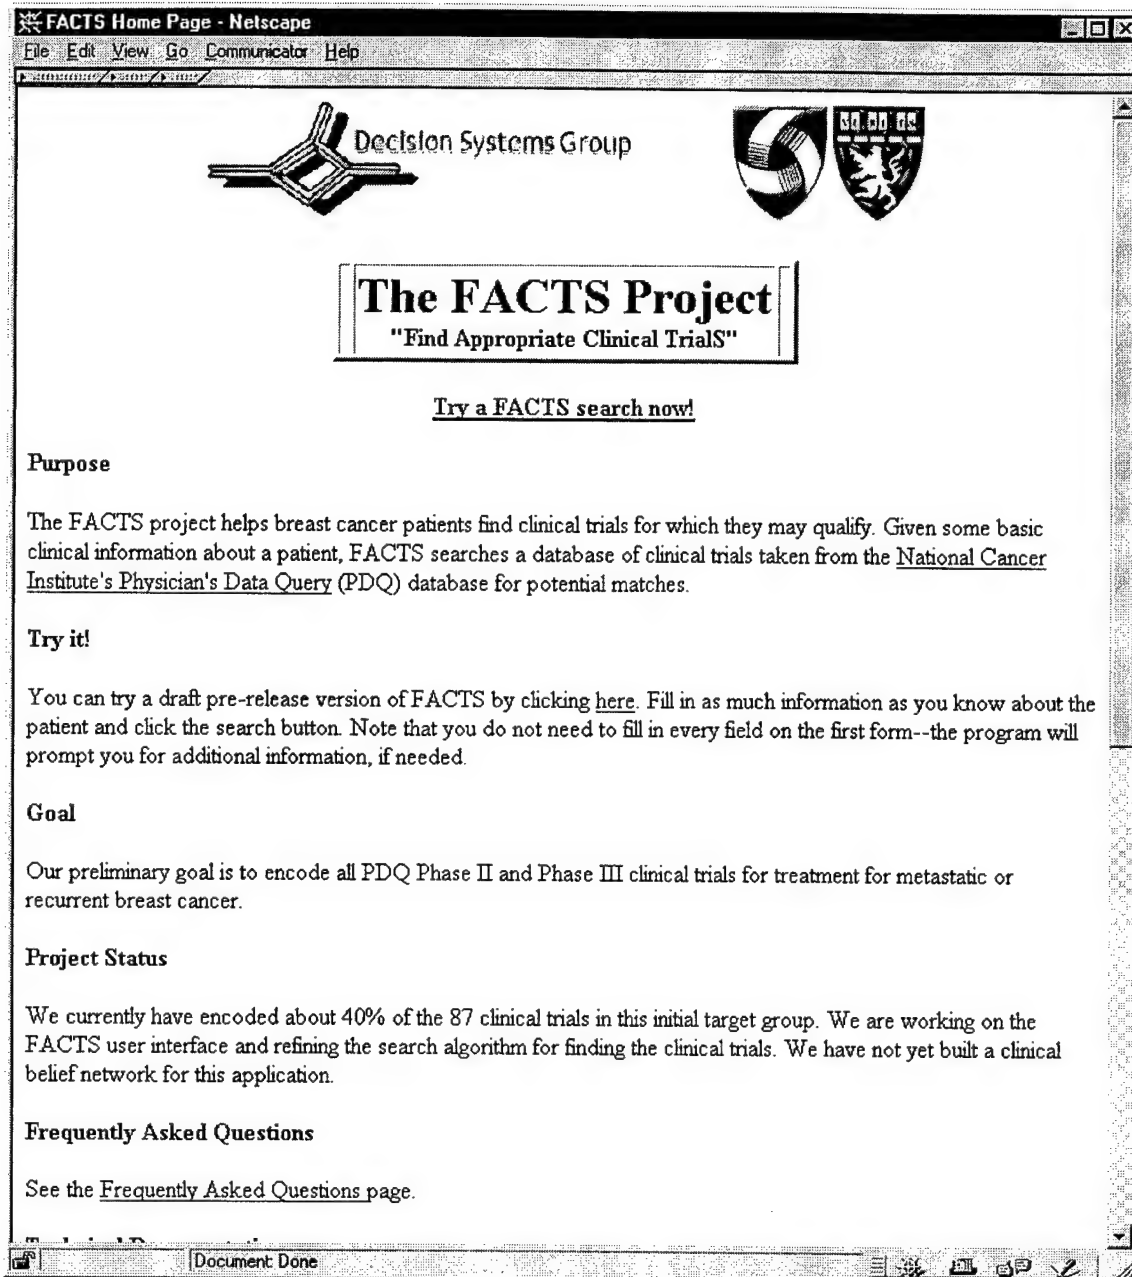 FACTS Home Page - Netscape
File Edit View Go Communicator Help
Decision Systems Group
The FACTS Project
"Find Appropriate Clinical TrialS"
Try a FACTS search now!
Purpose
The FACTS project helps breast cancer patients find clinical trials for which they may qualify. Given some basic
clinical information about a patient, FACTS searches a database of clinical trials taken from the National Cancer
Institute's Physician's Data Query (PDQ) database for potential matches.
Try it!
You can try a draft pre-release version of FACTS by clicking here. Fill in as much information as you know about the
patient and click the search button. Note that you do not need to fill in every field on the first form--the program will
prompt you for additional information, if needed.
Goal
Our preliminary goal is to encode all PDQ Phase II and Phase III clinical trials for treatment for metastatic or
recurrent breast cancer.
Project Status
We currently have encoded about 40% of the 87 clinical trials in this initial target group. We are working on the
FACTS user interface and refining the search algorithm for finding the clinical trials. We have not yet built a clinical
belief network for this application.
Frequently Asked Questions
See the Frequently Asked Questions page.
Document: Done